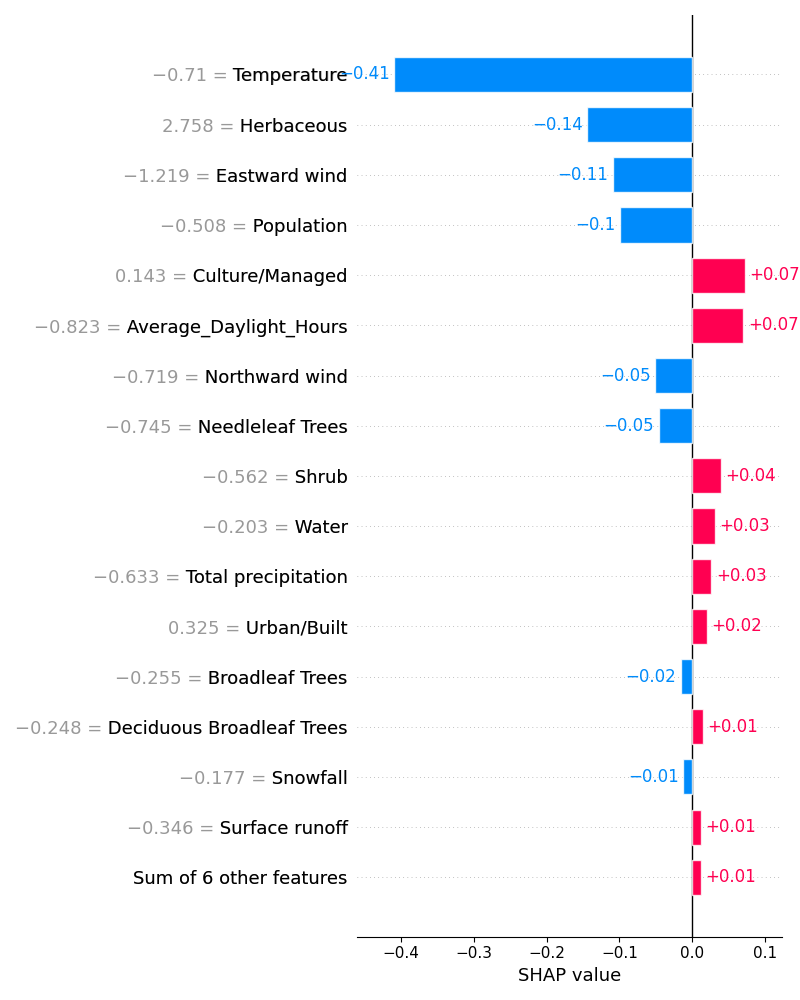 −0.71 = Temperature −0.41
2.758 = Herbaceous −0.14
−1.219 = Eastward wind −0.11
−0.508 = Population −0.1
0.143 = Culture/Managed +0.07
−0.823 = Average_Daylight_Hours +0.07
−0.719 = Northward wind −0.05
−0.745 = Needleleaf Trees −0.05
−0.562 = Shrub +0.04
−0.203 = Water +0.03
−0.633 = Total precipitation +0.03
0.325 = Urban/Built +0.02
−0.255 = Broadleaf Trees −0.02
−0.248 = Deciduous Broadleaf Trees +0.01
−0.177 = Snowfall −0.01
−0.346 = Surface runoff +0.01
Sum of 6 other features +0.01
−0.4 −0.3 −0.2 −0.1 0.0 0.1
SHAP value